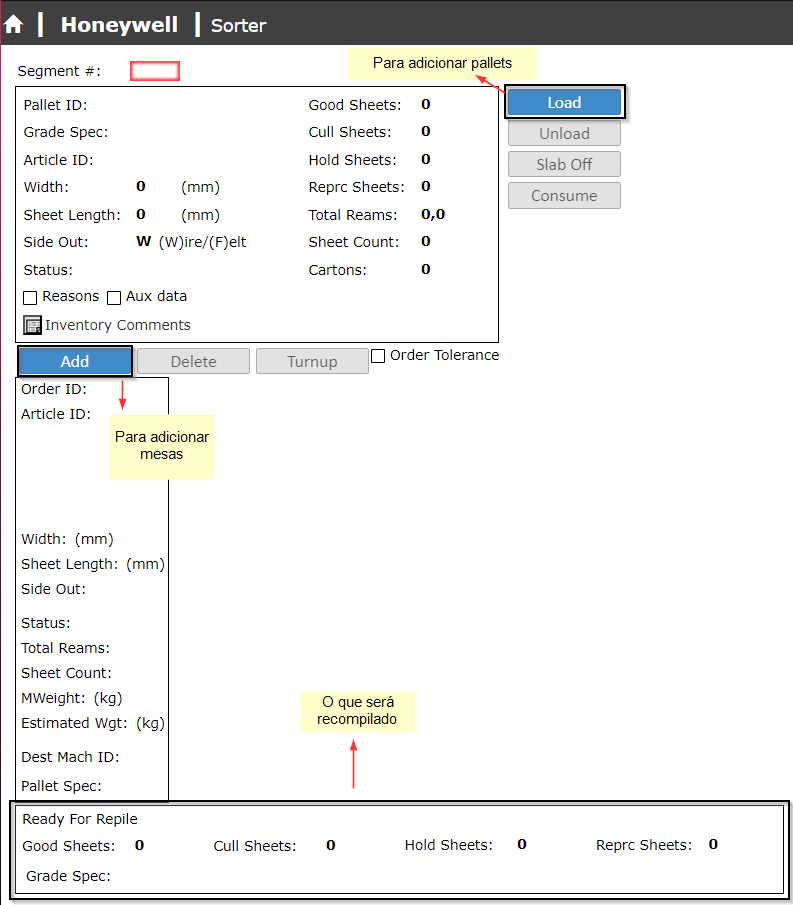 Honeywell Sorter
Segment #:
Para adicionar pallets
Pallet ID:
Good Sheets: 0
Load
Grade Spec:
Cull Sheets: 0
Unload
Article ID:
Hold Sheets: 0
Slab Off
Width: 0 (mm)
Reprc Sheets: 0
Consume
Sheet Length: 0 (mm)
Total Reams: 0,0
Side Out: W (W)ire/(F)elt
Sheet Count: 0
Status:
Cartons: 0
Reasons Aux data
Inventory Comments
Add Delete Turnup Order Tolerance
Order ID:
Article ID:
Para adicionar
mesas
Width: (mm)
Sheet Length: (mm)
Side Out:
Status:
Total Reams:
Sheet Count:
MWeight: (kg)
Estimated Wgt: (kg)
O que será
recompilado
Dest Mach ID:
Pallet Spec:
Ready For Repile
Good Sheets: 0 Cull Sheets: 0 Hold Sheets: 0 Reprc Sheets: 0
Grade Spec: